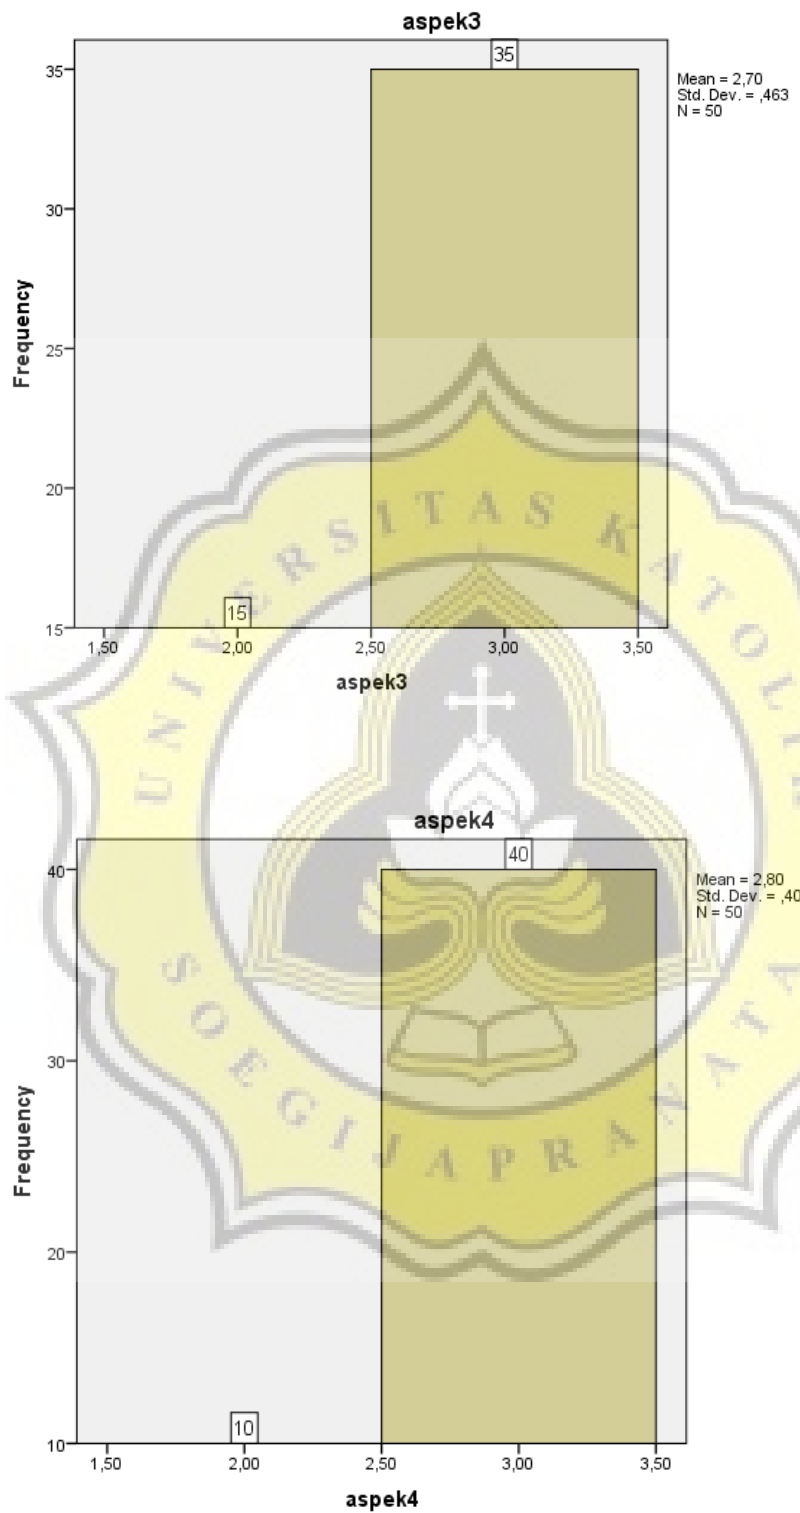 aspek3
35
Mean = 2,70
Std. Dev. = ,463
N = 50
35
30
25
20
15
Frequency
15
1,50 2,00 2,50 3,00 3,50
aspek3
UNIVERSITAS KATOLIK
SOEGIJAPRANATA
aspek4
40
Mean = 2,80
Std. Dev. = ,40
N = 50
40
30
20
10
Frequency
10
1,50 2,00 2,50 3,00 3,50
aspek4